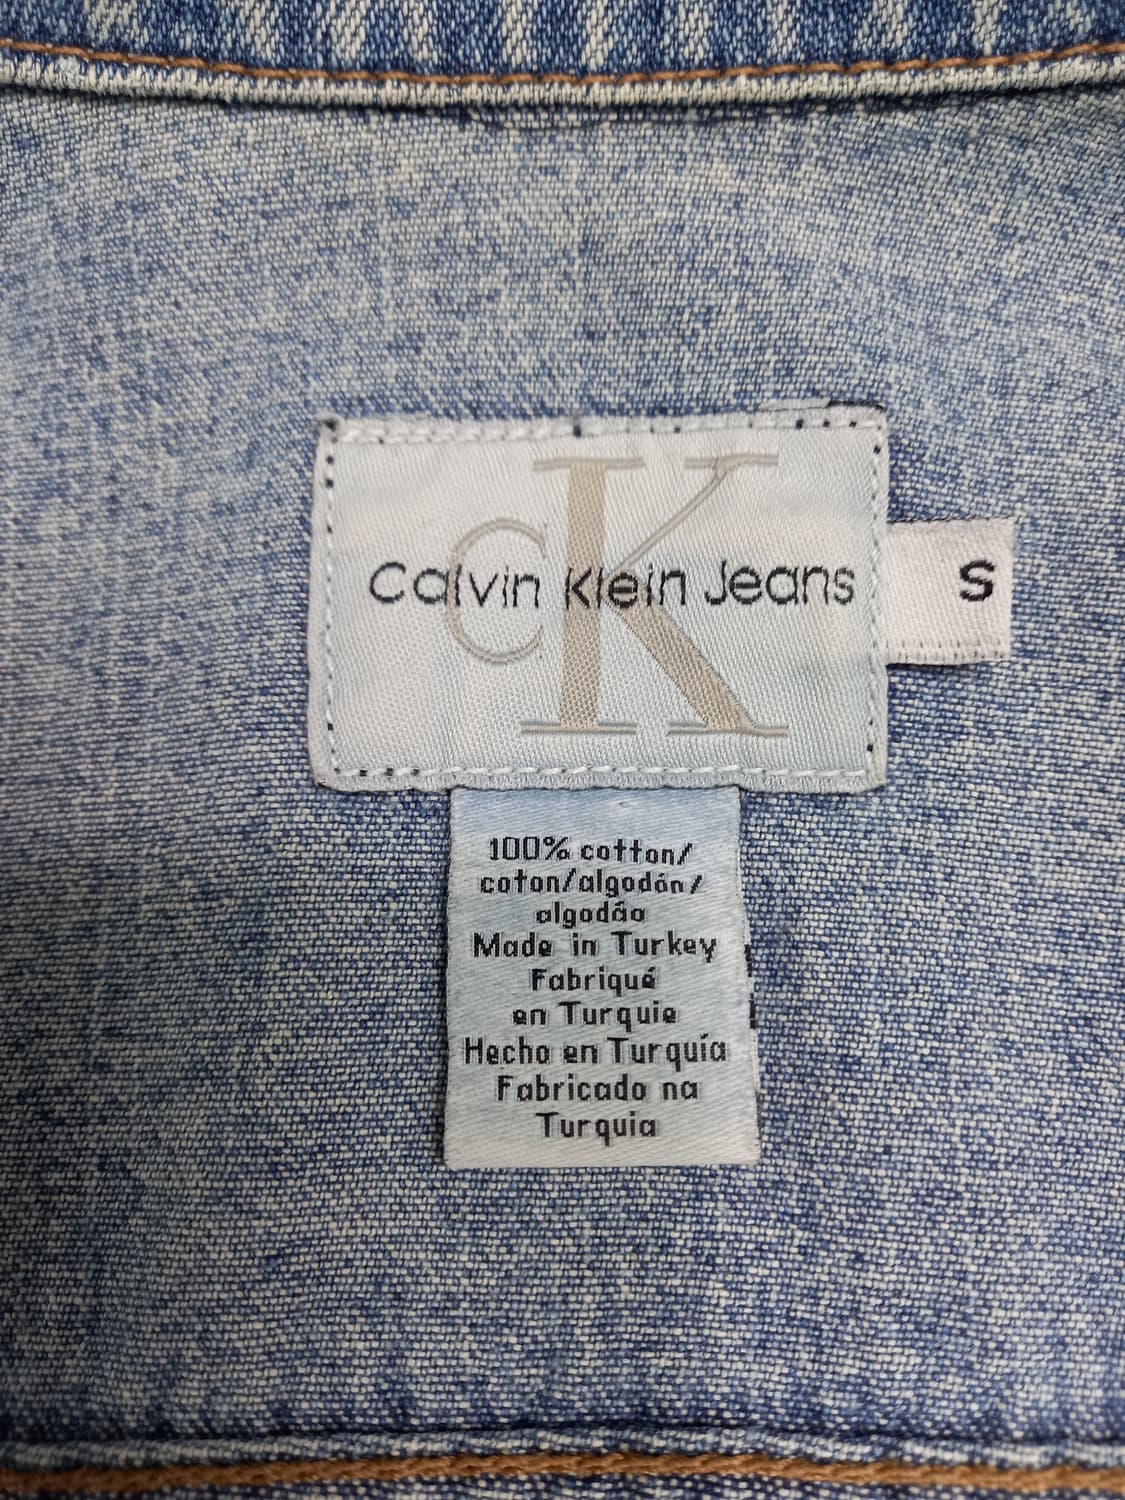 CK
Calvin Klein Jeans
S
100% cotton/
coton/algodón/
algodão
Made in Turkey
Fabriqué
en Turquie
Hecho en Turquía
Fabricado na
Turquia